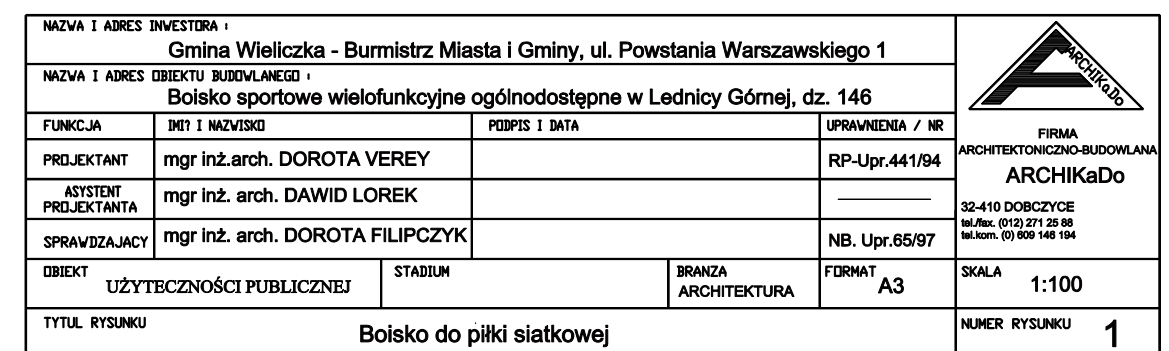 NAZWA I ADRES INWESTORA :
Gmina Wieliczka - Burmistrz Miasta i Gminy, ul. Powstania Warszawskiego 1
NAZWA I ADRES OBIEKTU BUDOWLANEGO :
Boisko sportowe wielofunkcyjne ogólnodostępne w Lednicy Górnej, dz. 146
FUNKCJA IMI? I NAZWISKO PODPIS I DATA UPRAWNIENIA / NR
PROJEKTANT mgr inż.arch. DOROTA VEREY RP-Upr.441/94
ASYSTENT PROJEKTANTA mgr inż. arch. DAWID LOREK
SPRAWDZAJACY mgr inż. arch. DOROTA FILIPCZYK NB. Upr.65/97
ARCHIKa.Do
FIRMA
ARCHITEKTONICZNO-BUDOWLANA
ARCHIKaDo
32-410 DOBCZYCE
tel./fax. (012) 271 25 88
tel.kom. (0) 609 146 194
OBIEKT UŻYTECZNOŚCI PUBLICZNEJ STADIUM BRANZA ARCHITEKTURA FORMAT A3 SKALA 1:100
TYTUL RYSUNKU Boisko do piłki siatkowej NUMER RYSUNKU 1